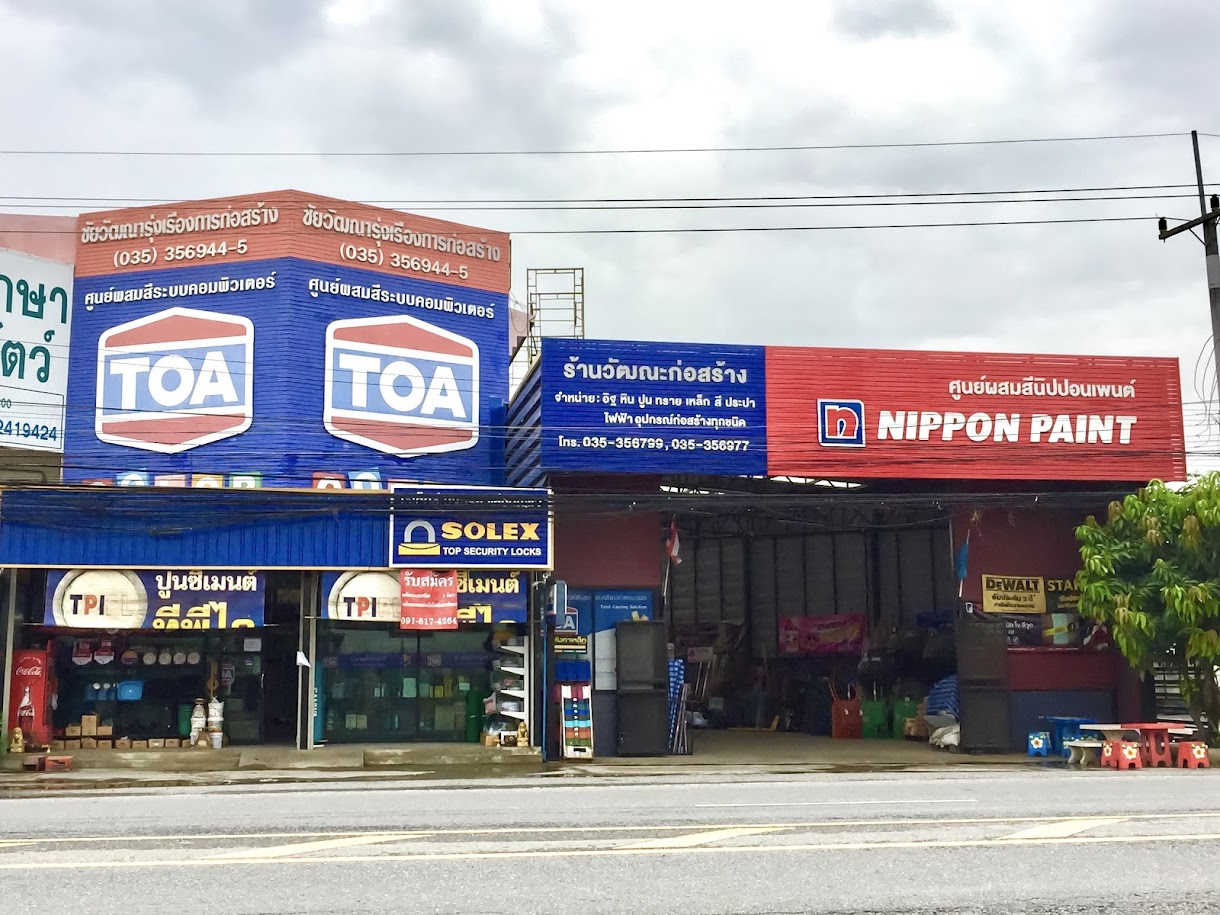 ชัยวัฒนารุ่งเรืองการก่อสร้าง
(035) 356944-5
ศูนย์ผสมสีระบบคอมพิวเตอร์
TOA
ชัยวัฒนารุ่งเรืองการก่อสร้าง
(035) 356944-5
ศูนย์ผสมสีระบบคอมพิวเตอร์
TOA
2419424
ร้านวัฒนะก่อสร้าง
จำหน่าย: อิฐ หิน ปูน ทราย เหล็ก สี ประปา
ไฟฟ้า อุปกรณ์ก่อสร้างทุกชนิด
โทร. 035-356799 , 035-356977
ศูนย์ผสมสีนิปปอนเพนต์
NIPPON PAINT
SOLEX
TOP SECURITY LOCKS
TPI
ปูนซีเมนต์
ทีพีไอ
TPI
ซีเมนต์
รับสมัคร
091-817-4264
Coca-Cola
DEWALT